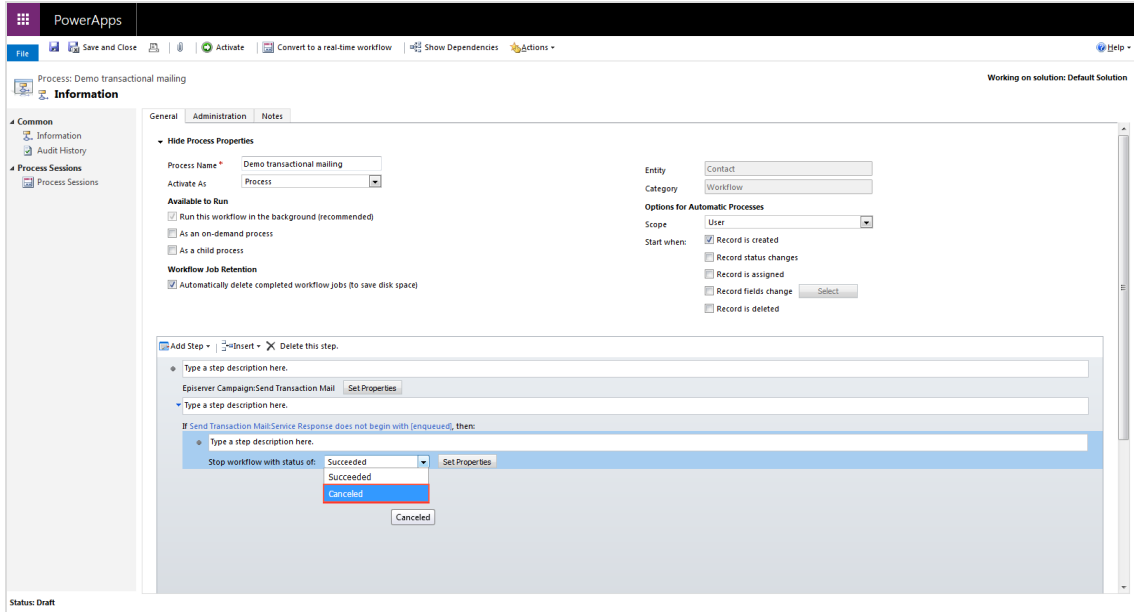 PowerApps
File
Save and Close
Activate
Convert to a real-time workflow
Show Dependencies
Actions
Help
Process: Demo transactional mailing
Information
Working on solution: Default Solution
Common
Information
Audit History
Process Sessions
Process Sessions
General Administration Notes
Hide Process Properties
Process Name * Demo transactional mailing
Activate As Process
Available to Run
Run this workflow in the background (recommended)
As an on-demand process
As a child process
Workflow Job Retention
Automatically delete completed workflow jobs (to save disk space)
Entity Contact
Category Workflow
Options for Automatic Processes
Scope User
Start when: Record is created
Record status changes
Record is assigned
Record fields change Select
Record is deleted
Add Step Insert Delete this step.
Type a step description here.
Episerver Campaign:Send Transaction Mail Set Properties
Type a step description here.
If Send Transaction Mail:Service Response does not begin with [enqueued], then:
Type a step description here.
Stop workflow with status of: Succeeded Set Properties
Succeeded
Canceled
Canceled
Status: Draft